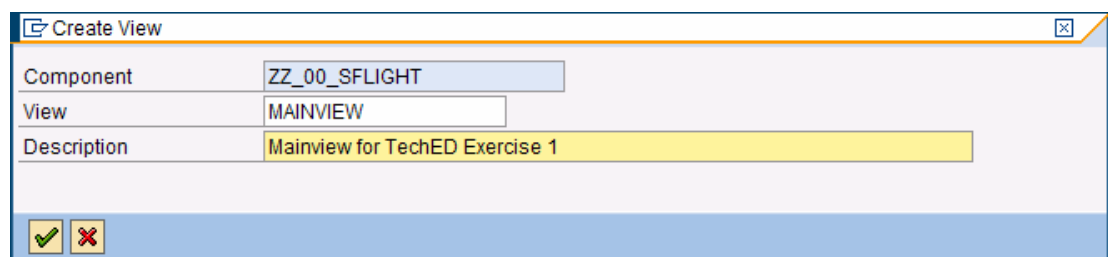 Create View
Component ZZ_00_SFLIGHT
View MAINVIEW
Description Mainview for TechED Exercise 1